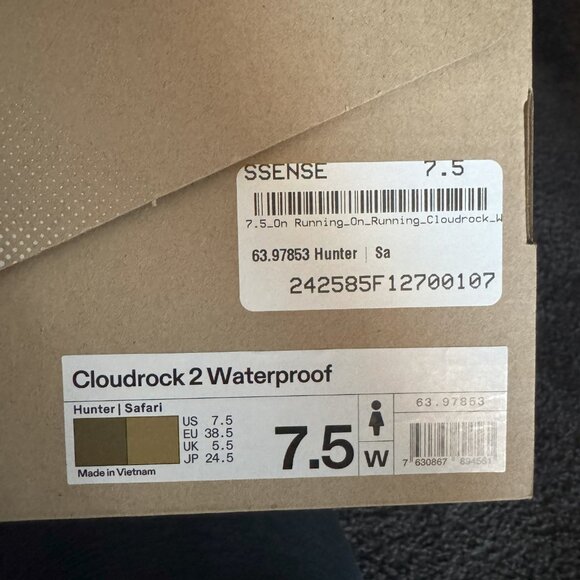 SSENSE 7.5
7.5_On Running_On_Running_Cloudrock_W
63.97853 Hunter | Sa
242585F12700107
Cloudrock 2 Waterproof
Hunter | Safari
US 7.5
EU 38.5
UK 5.5
JP 24.5
Made in Vietnam
7.5
W
63.97853
7 630867 894561